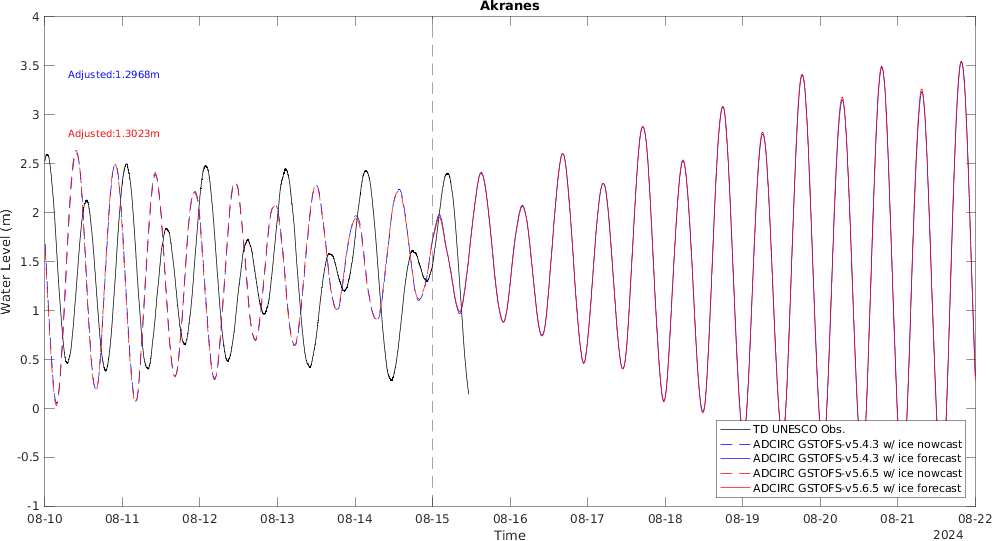 Akranes
4
3.5
3
2.5
2
1.5
1
0.5
0
-0.5
-1
Water Level (m)
Adjusted:1.2968m
Adjusted:1.3023m
TD UNESCO Obs.
ADCIRC GSTOFS-v5.4.3 w/ ice nowcast
ADCIRC GSTOFS-v5.4.3 w/ ice forecast
ADCIRC GSTOFS-v5.6.5 w/ ice nowcast
ADCIRC GSTOFS-v5.6.5 w/ ice forecast
08-10 08-11 08-12 08-13 08-14 08-15 08-16 08-17 08-18 08-19 08-20 08-21 08-22
Time
2024